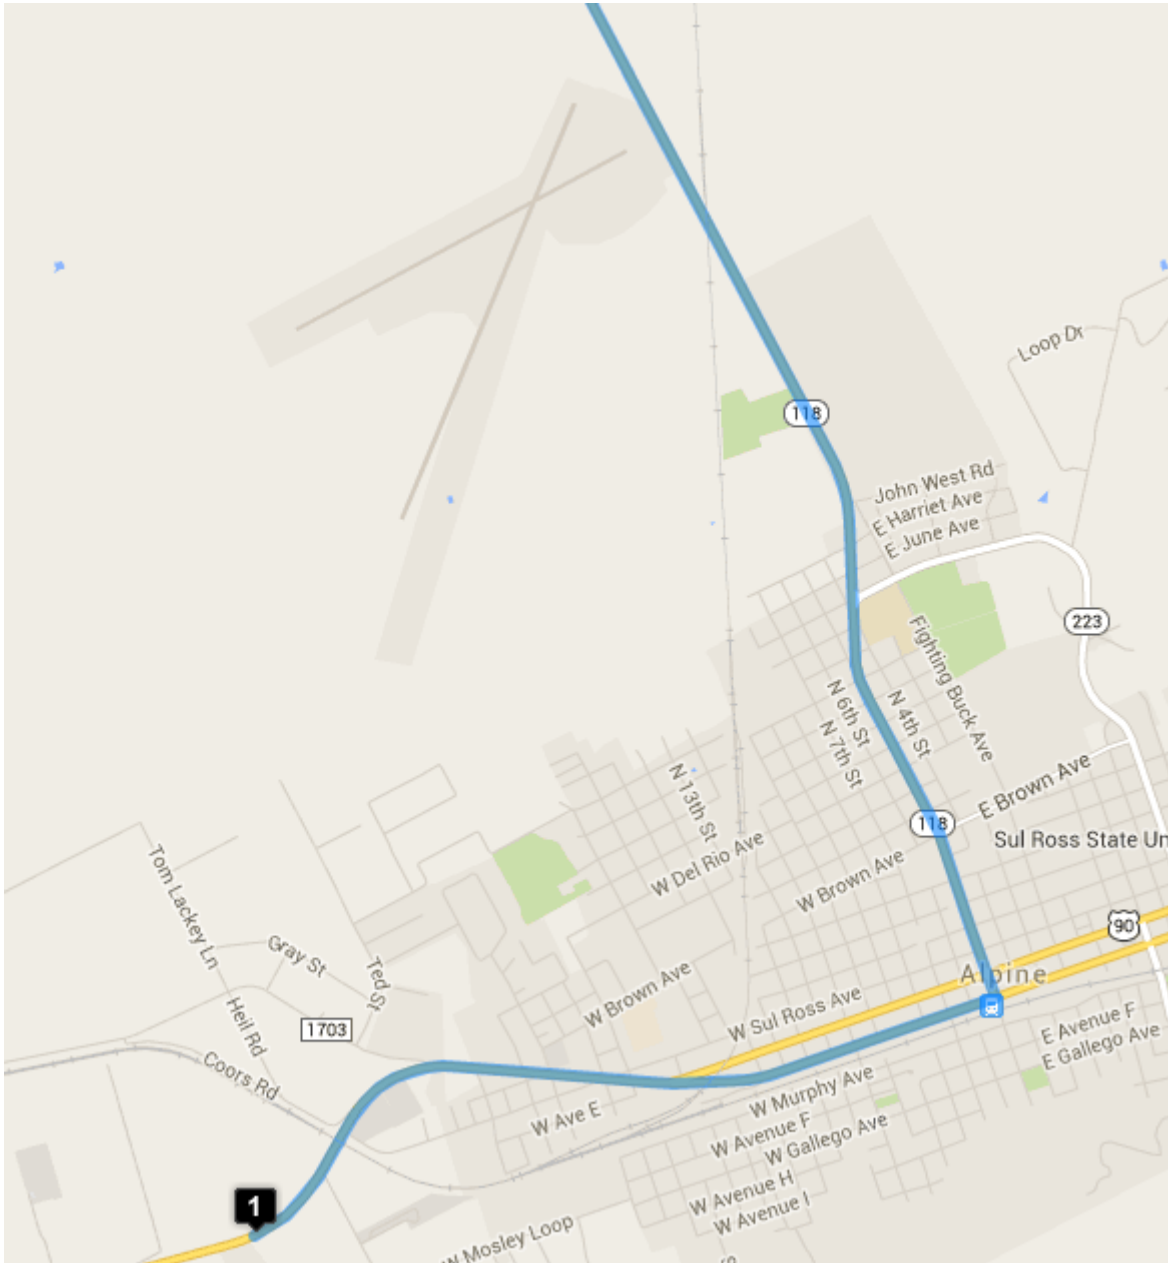 Loop Dr
118
John West Rd
E Harriet Ave
E June Ave
223
Fighting Buck Ave
N 6th St
N 4th St
N 7th St
N 13th St
E Brown Ave
118
Sul Ross State Un
W Del Rio Ave
W Brown Ave
Tom Lackey Ln
Gray St
Ted St
90
Alpine
W Brown Ave
W Sul Ross Ave
Heil Rd
1703
E Avenue F
E Gallego Ave
Coors Rd
W Murphy Ave
W Ave E
W Avenue F
W Gallego Ave
W Avenue H
W Avenue I
1
W Mosley Loop